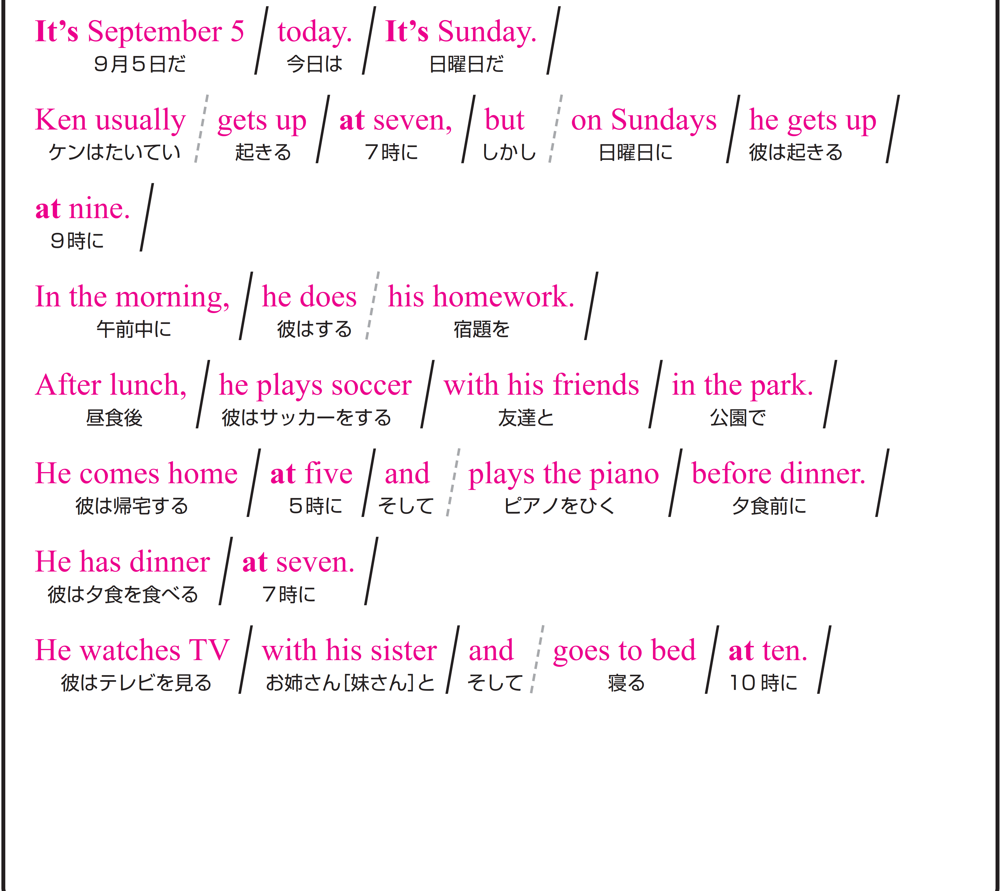 It’s September 5 / today. / It’s Sunday. /
９月５日だ 今日は 日曜日だ
Ken usually / gets up / at seven, / but / on Sundays / he gets up /
ケンはたいてい 起きる ７時に しかし 日曜日に 彼は起きる
at nine. /
９時に
In the morning, / he does / his homework. /
午前中に 彼はする 宿題を
After lunch, / he plays soccer / with his friends / in the park. /
昼食後 彼はサッカーをする 友達と 公園で
He comes home / at five / and / plays the piano / before dinner. /
彼は帰宅する ５時に そして ピアノをひく 夕食前に
He has dinner / at seven. /
彼は夕食を食べる ７時に
He watches TV / with his sister / and / goes to bed / at ten. /
彼はテレビを見る お姉さん［妹さん］と そして 寝る 10 時に